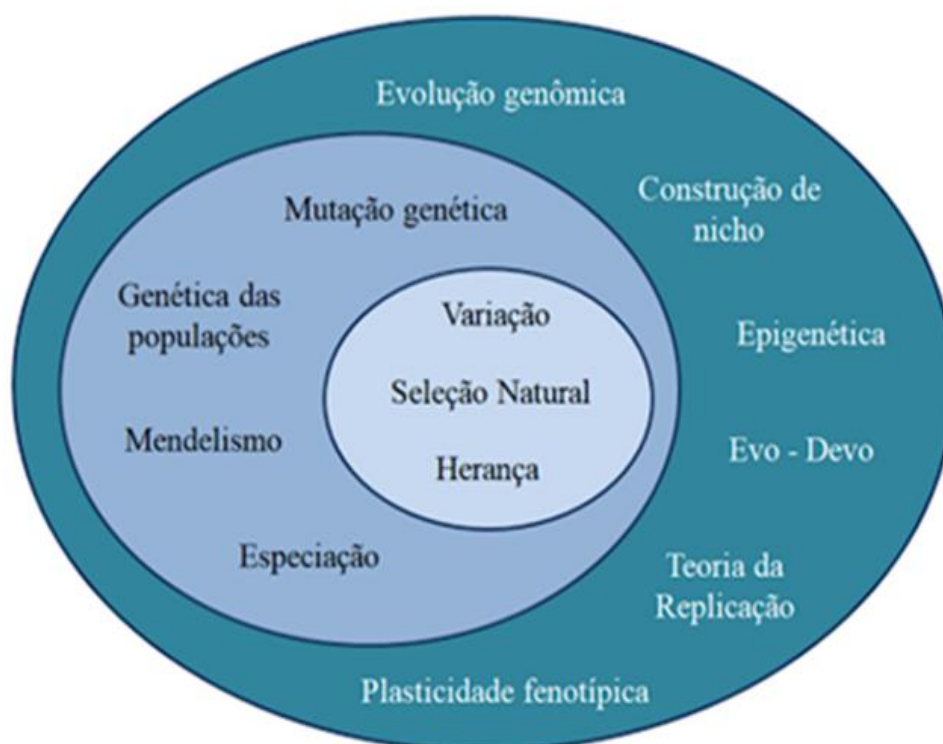 Evolução genômica
Construção de
nicho
Mutação genética
Genética das
populações
Variação
Epigenética
Seleção Natural
Mendelismo
Evo - Devo
Herança
Especiação
Teoria da
Replicação
Plasticidade fenotípica